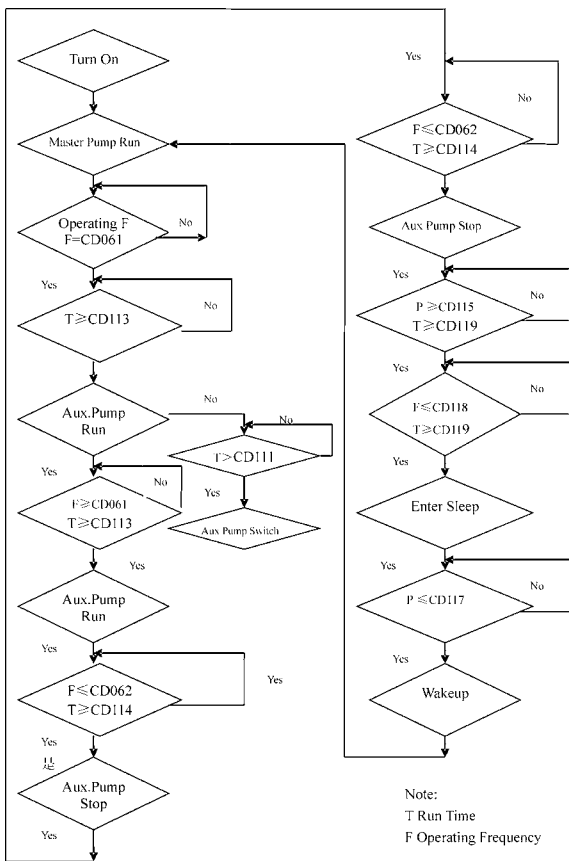 Turn On
Master Pump Run
Operating F
F=CD061
No
Yes
T≥CD113
No
Aux.Pump
Run
No
No
T>CD111
Yes
Yes
Aux Pump Switch
F≥CD061
T≥CD113
No
Yes
Aux.Pump
Run
Yes
F≤CD062
T≥CD114
Yes
Yes
是
Aux.Pump
Stop
Yes
Yes
No
F≤CD062
T≥CD114
Aux Pump Stop
Yes
P ≥CD115
T≥CD119
No
Yes
F≤CD118
T≥CD119
No
Yes
Enter Sleep
Yes
P ≤CD117
No
Yes
Wakeup
Note:
T Run Time
F Operating Frequency